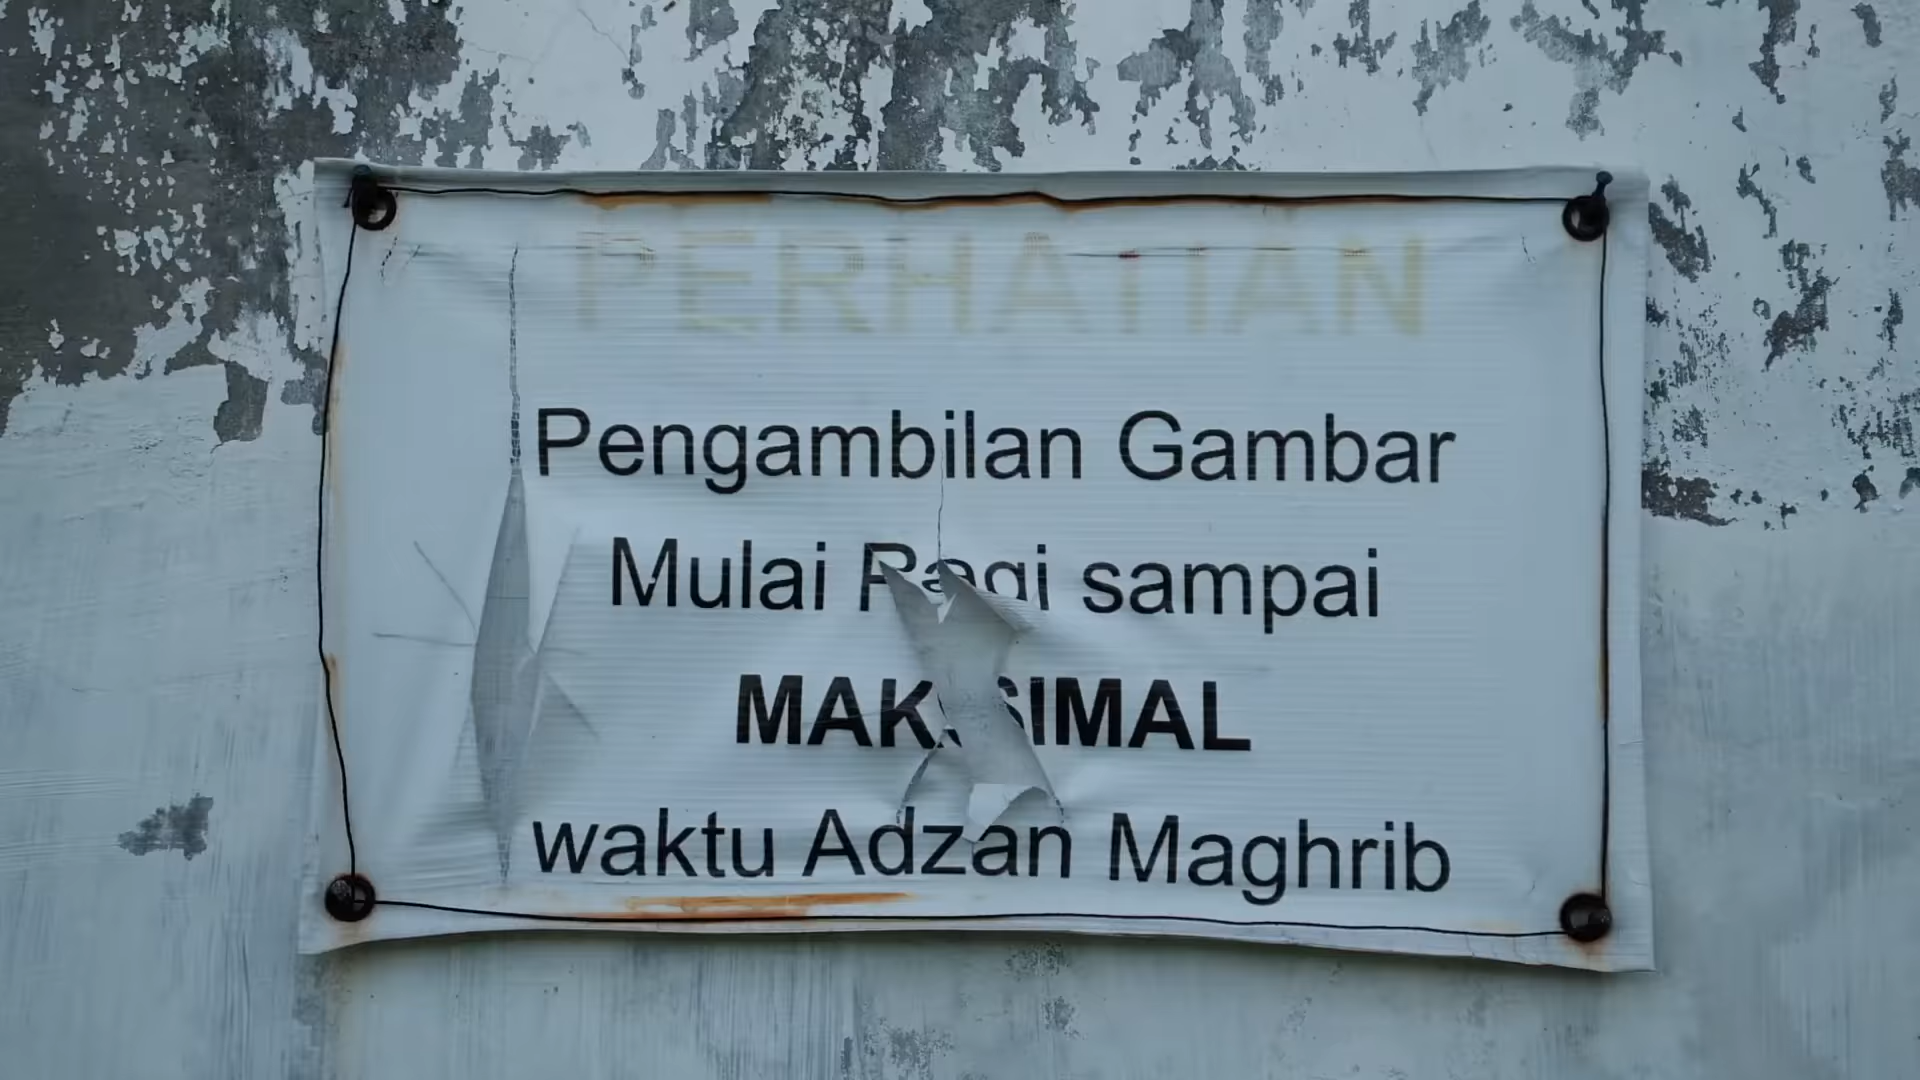 PERHATIAN
Pengambilan Gambar
Mulai Pagi sampai
MAKSIMAL
waktu Adzan Maghrib